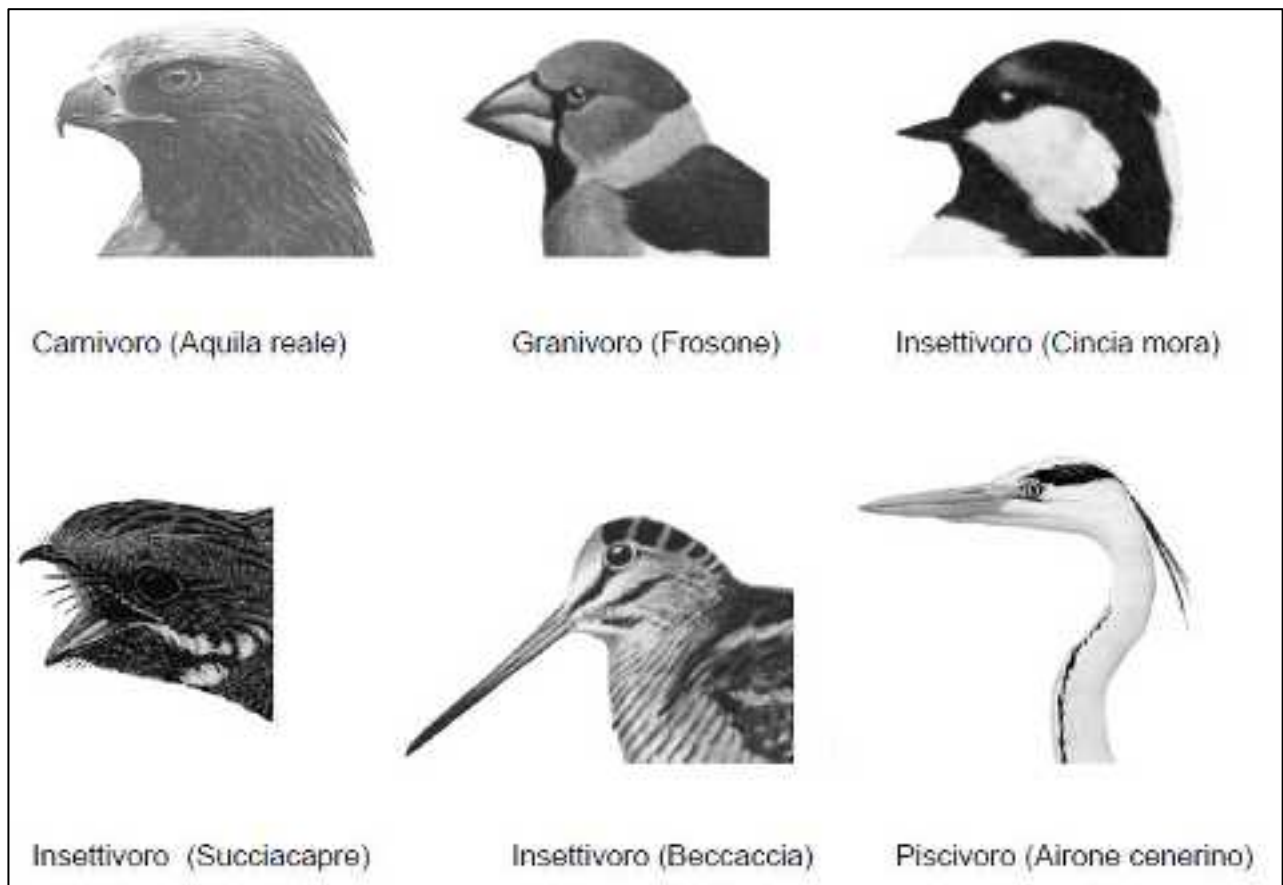 Carnivoro (Aquila reale)
Granivoro (Frosone)
Insettivoro (Cincia mora)
Insettivoro (Succiacapre)
Insettivoro (Beccaccia)
Piscivoro (Airone cenerino)